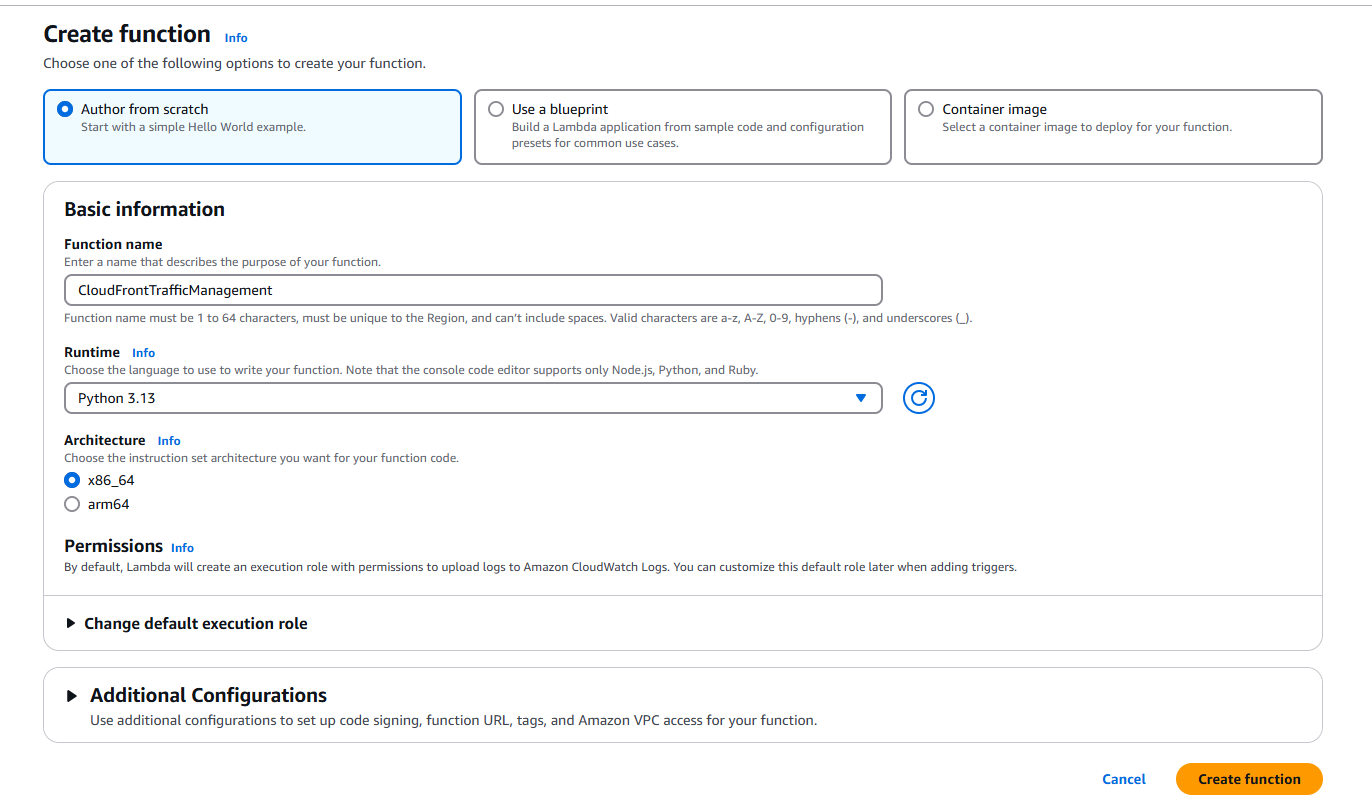 Create function Info
Choose one of the following options to create your function.
Author from scratch
Start with a simple Hello World example.
Use a blueprint
Build a Lambda application from sample code and configuration
presets for common use cases.
Container image
Select a container image to deploy for your function.
Basic information
Function name
Enter a name that describes the purpose of your function.
CloudFrontTrafficManagement
Function name must be 1 to 64 characters, must be unique to the Region, and can't include spaces. Valid characters are a-z, A-Z, 0-9, hyphens (-), and underscores (_).
Runtime Info
Choose the language to use to write your function. Note that the console code editor supports only Node.js, Python, and Ruby.
Python 3.13
Architecture Info
Choose the instruction set architecture you want for your function code.
x86_64
arm64
Permissions Info
By default, Lambda will create an execution role with permissions to upload logs to Amazon CloudWatch Logs. You can customize this default role later when adding triggers.
Change default execution role
Additional Configurations
Use additional configurations to set up code signing, function URL, tags, and Amazon VPC access for your function.
Cancel
Create function